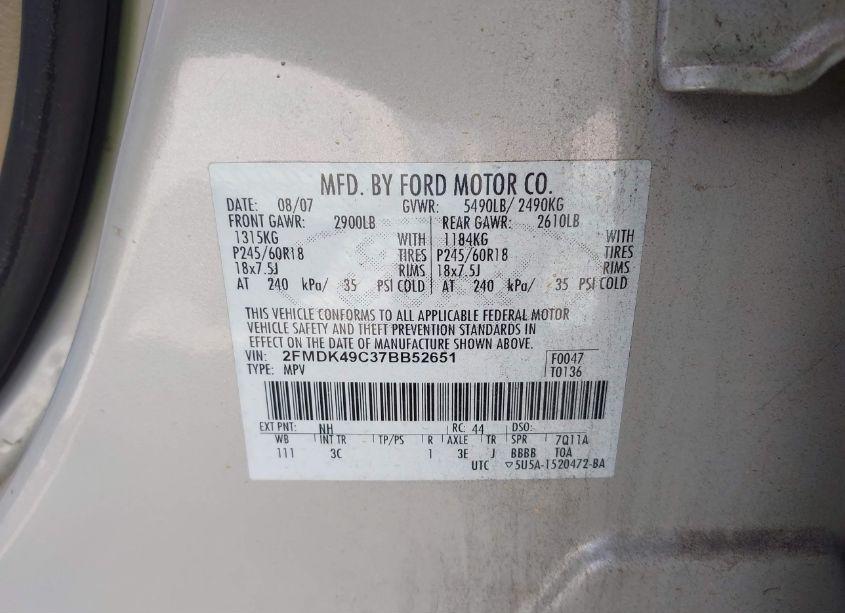 MFD. BY FORD MOTOR CO.
DATE: 08/07 GVWR: 5490LB/ 2490KG
FRONT GAWR: 2900LB REAR GAWR: 2610LB
1315KG WITH 1184KG WITH
P245/60R18 TIRES P245/60R18 TIRES
18x7.5J RIMS 18x7.5J RIMS
AT 240 kPa/ 35 PSI COLD AT 240 kPa/ 35 PSI COLD
THIS VEHICLE CONFORMS TO ALL APPLICABLE FEDERAL MOTOR
VEHICLE SAFETY AND THEFT PREVENTION STANDARDS IN
EFFECT ON THE DATE OF MANUFACTURE SHOWN ABOVE.
VIN: 2FMDK49C37BB52651 F0047
TYPE: MPV T0136
EXT PNT: NH RC: 44 DSO:
WB INT TR TP/PS R AXLE TR SPR 7Q11A
111 3C 1 3E J BBBB TOA
UTC ▽5U5A-1520472-BA